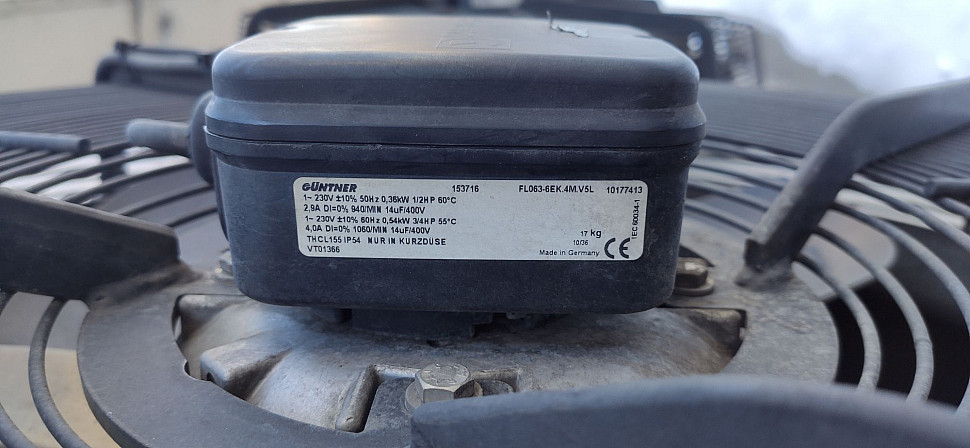 GÜNTNER 153716 FL063-6EK.4M.V5L 10177413
1~ 230V ±10% 50Hz 0,36kW 1/2HP 60°C
2,9A DI=0% 940/MIN 14uF/400V
1~ 230V ±10% 60Hz 0,54kW 3/4HP 55°C
4,0A DI=0% 1060/MIN 14uF/400V
THCL155 IP54 NUR IN KURZDÜSE
VT01366
17 kg
10/36
Made in Germany
CE
IEC 60034-1